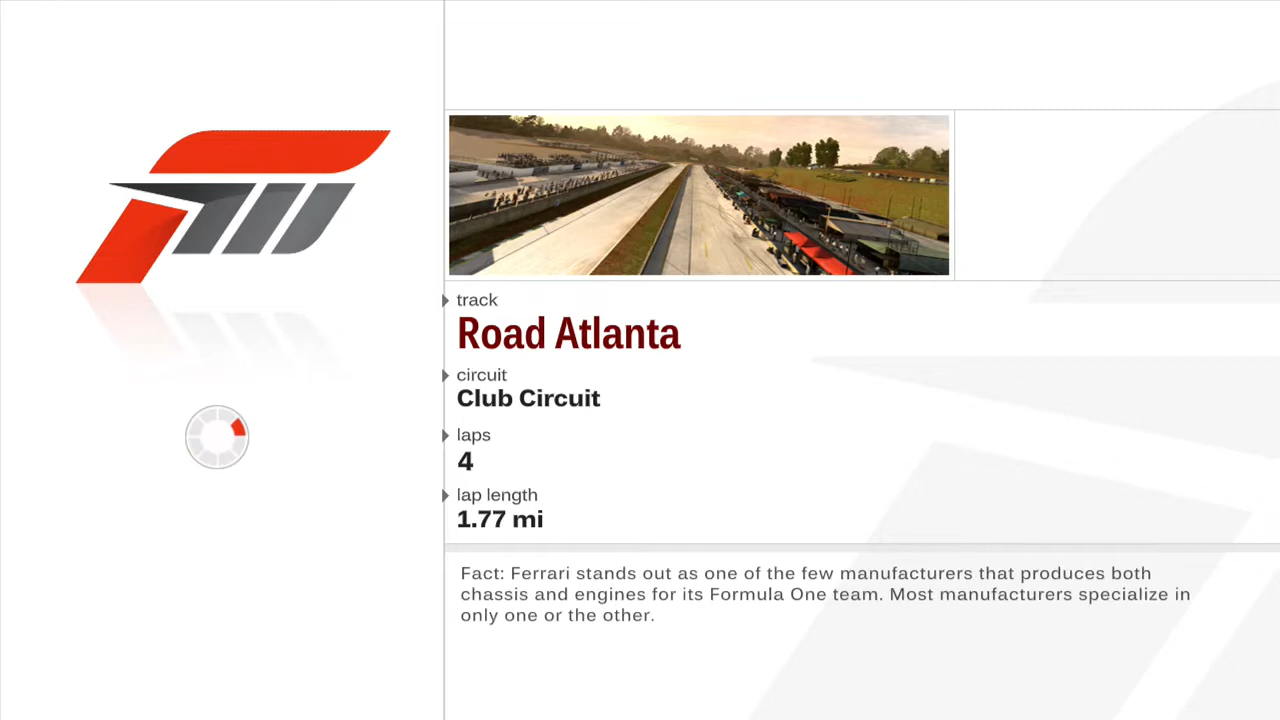 track
Road Atlanta
circuit
Club Circuit
laps
4
lap length
1.77 mi
Fact: Ferrari stands out as one of the few manufacturers that produces both
chassis and engines for its Formula One team. Most manufacturers specialize in
only one or the other.